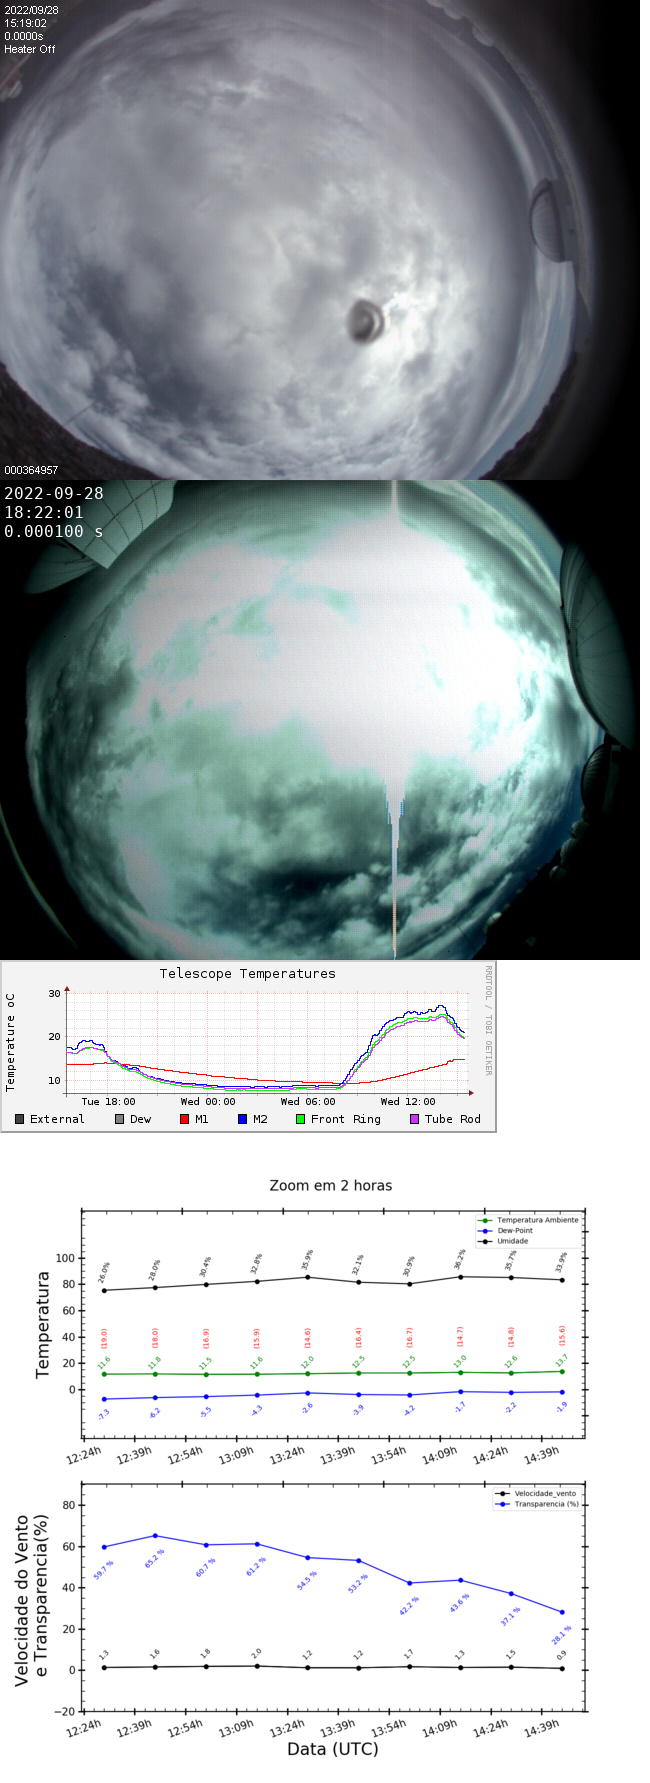 2022/09/28
15:19:02
0.0000s
Heater Off
000364957
2022-09-28
18:22:01
0.000100 s
Telescope Temperatures
RRDTOOL / TOBI OETIKER
Temperature oC
30
20
10
Tue 18:00 Wed 00:00 Wed 06:00 Wed 12:00
External Dew M1 M2 Front Ring Tube Rod
Zoom em 2 horas
Temperatura Ambiente
Dew-Point
Umidade
Temperatura
100
80
60
40
20
0
26.0% 28.0% 30.4% 32.8% 35.9% 32.1% 30.9% 36.2% 35.7% 33.9%
(19.0) (18.0) (16.9) (15.9) (14.6) (16.4) (16.7) (14.7) (14.8) (15.6)
11.6 11.8 11.5 11.6 12.0 12.5 12.5 13.0 12.6 13.7
-7.3 -6.2 -5.5 -4.3 -2.6 -3.9 -4.2 -1.7 -2.2 -1.9
12:24h 12:39h 12:54h 13:09h 13:24h 13:39h 13:54h 14:09h 14:24h 14:39h
Velocidade_vento
Transparencia (%)
Velocidade do Vento
e Transparencia(%)
80
60
40
20
0
−20
59.7 % 65.2 % 60.7 % 61.2 % 54.5 % 53.2 % 42.2 % 43.6 % 37.1 % 28.1 %
1.3 1.6 1.8 2.0 1.2 1.2 1.7 1.3 1.5 0.9
12:24h 12:39h 12:54h 13:09h 13:24h 13:39h 13:54h 14:09h 14:24h 14:39h
Data (UTC)